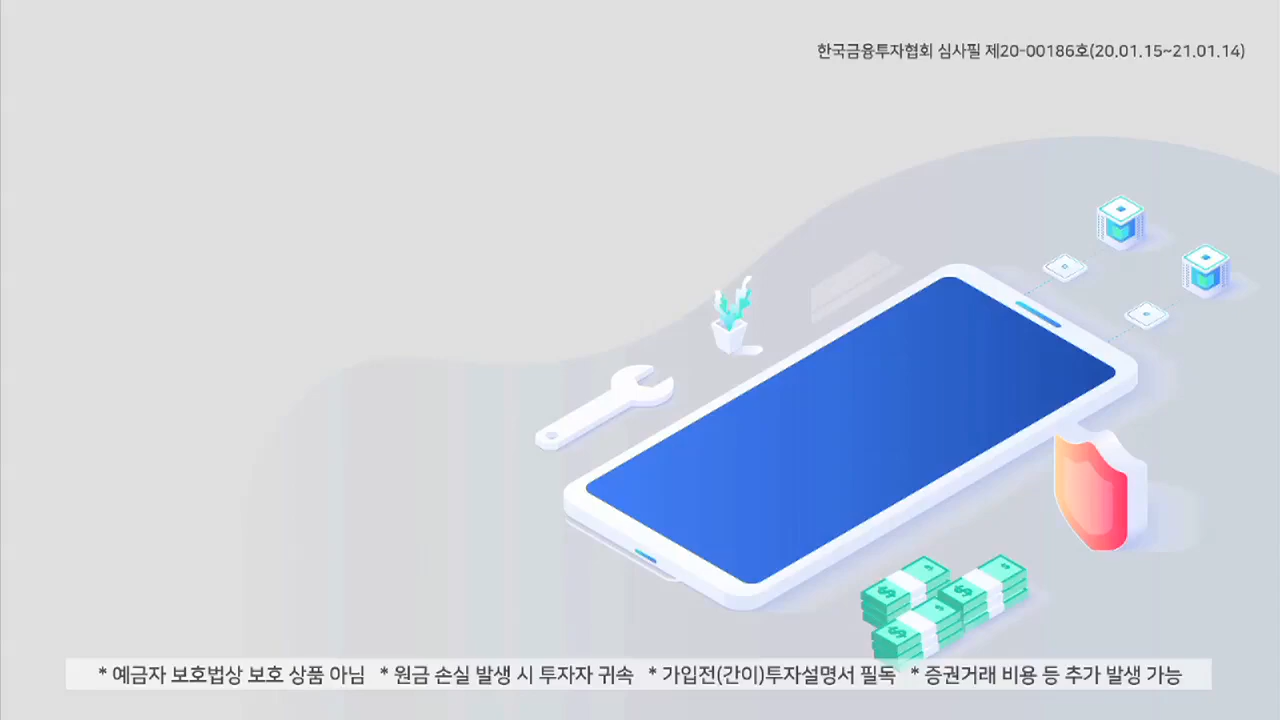 한국금융투자협회 심사필 제20-00186호(20.01.15~21.01.14)
* 예금자 보호법상 보호 상품 아님 * 원금 손실 발생 시 투자자 귀속 * 가입전(간이)투자설명서 필독 * 증권거래 비용 등 추가 발생 가능